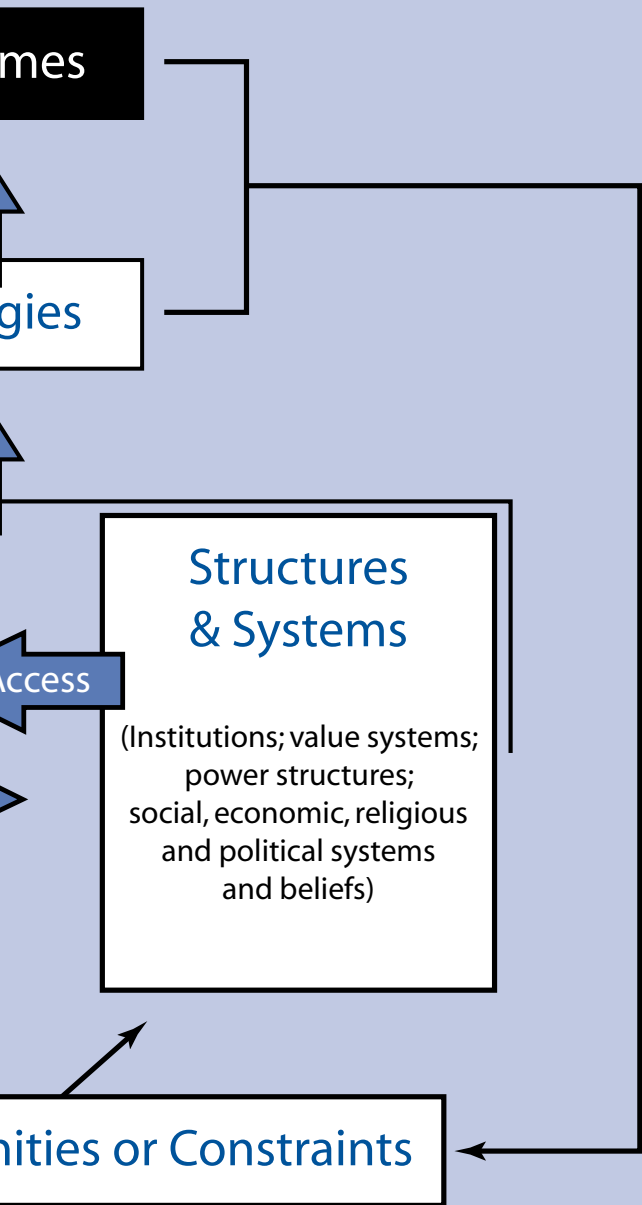 mes
gies
Structures
& Systems
Access
(Institutions; value systems;
power structures;
social, economic, religious
and political systems
and beliefs)
nities or Constraints